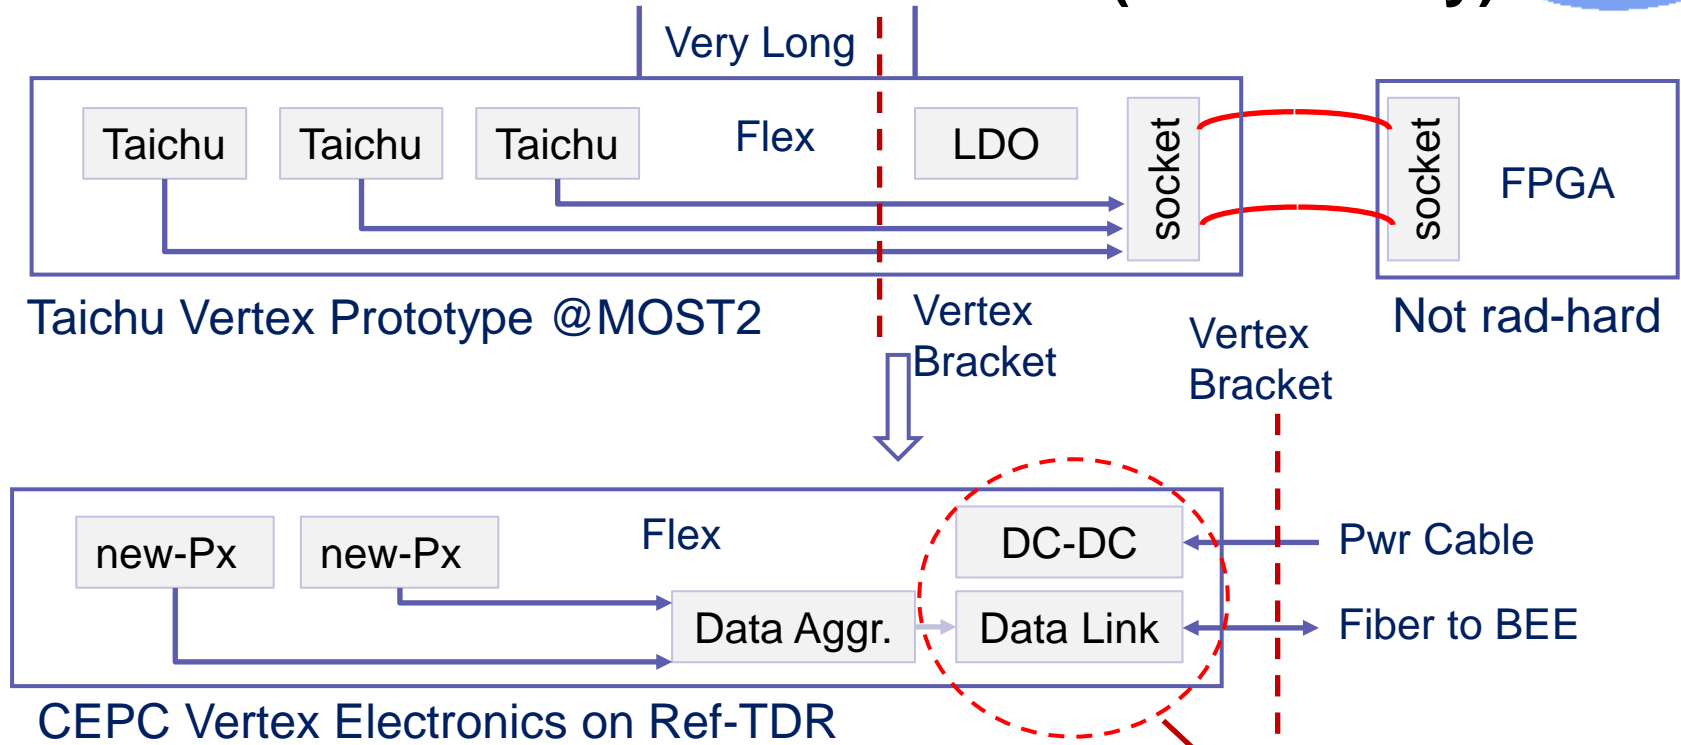 Very Long
Taichu
Taichu
Taichu
Flex
LDO
socket
socket
FPGA
Taichu Vertex Prototype @MOST2
Vertex
Bracket
Not rad-hard
Vertex
Bracket
new-Px
new-Px
Flex
DC-DC
Pwr Cable
Data Aggr.
Data Link
Fiber to BEE
CEPC Vertex Electronics on Ref-TDR